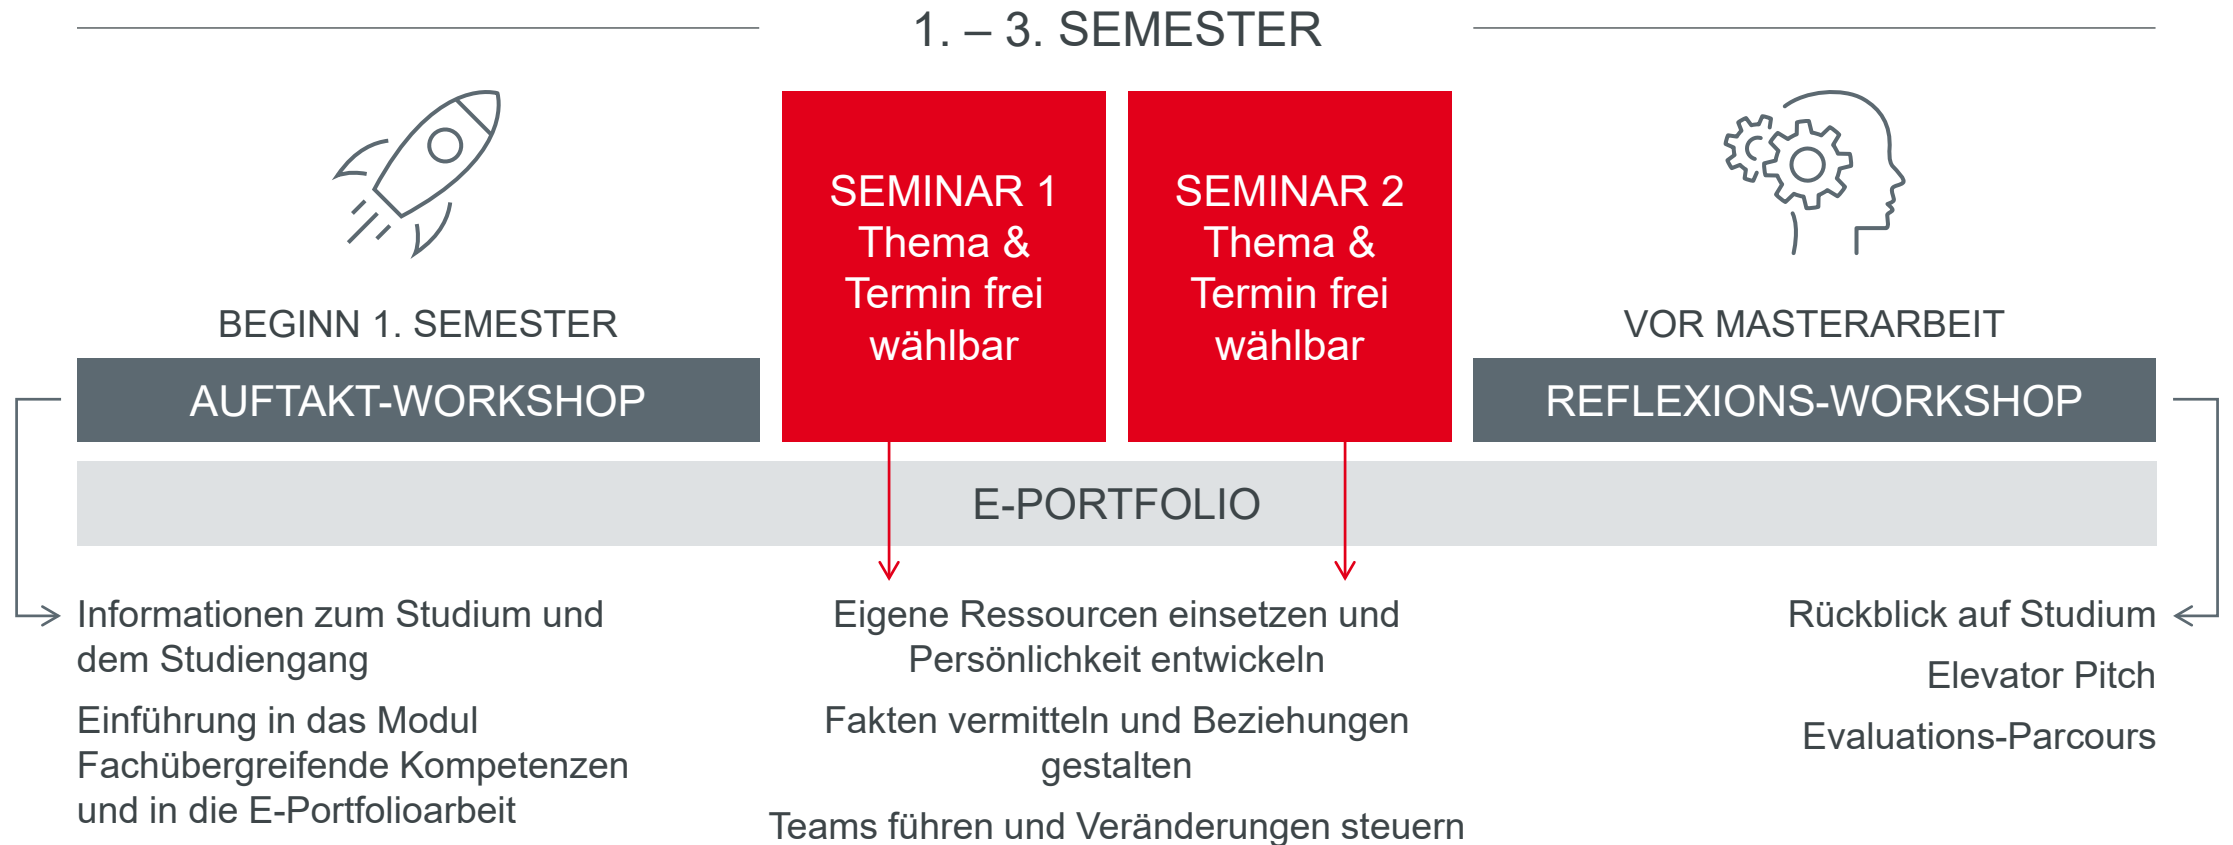 1. – 3. SEMESTER
BEGINN 1. SEMESTER
AUFTAKT-WORKSHOP
SEMINAR 1
Thema &
Termin frei
wählbar
SEMINAR 2
Thema &
Termin frei
wählbar
VOR MASTERARBEIT
REFLEXIONS-WORKSHOP
E-PORTFOLIO
Informationen zum Studium und
dem Studiengang
Einführung in das Modul
Fachübergreifende Kompetenzen
und in die E-Portfolioarbeit
Eigene Ressourcen einsetzen und
Persönlichkeit entwickeln
Fakten vermitteln und Beziehungen
gestalten
Teams führen und Veränderungen steuern
Rückblick auf Studium
Elevator Pitch
Evaluations-Parcours